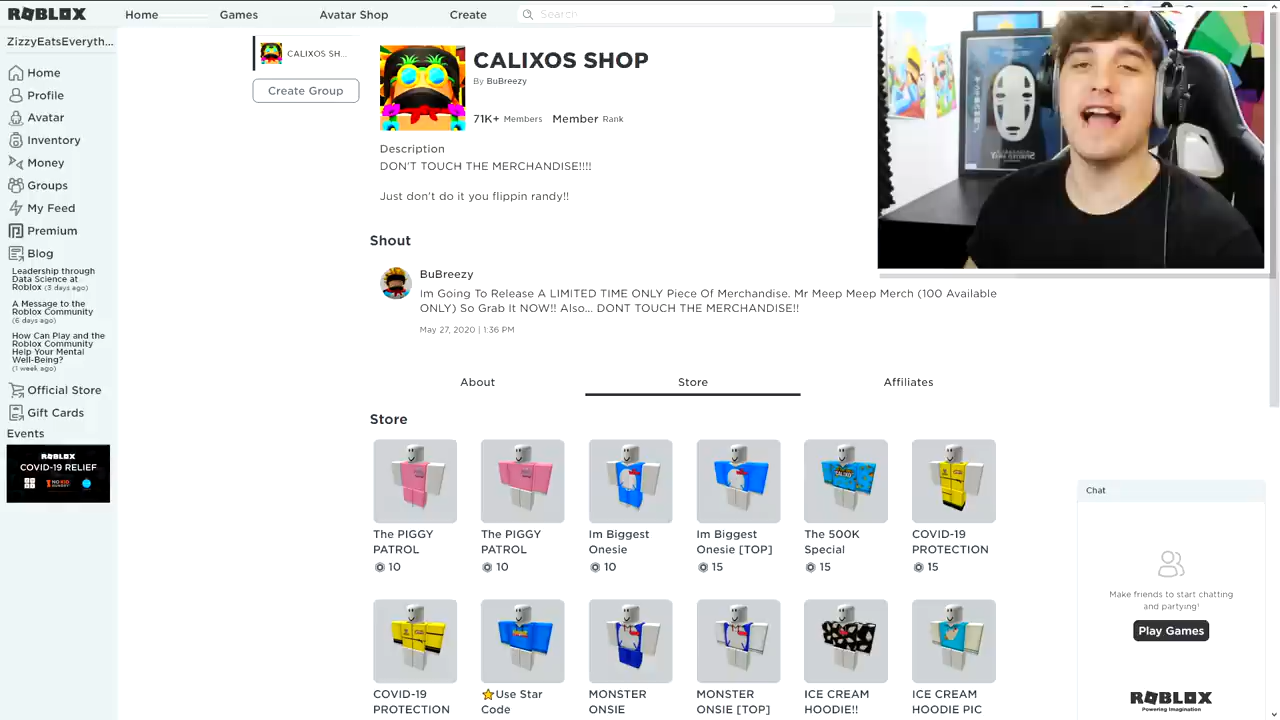 ROBLOX
Home
Games
Avatar Shop
Create
Search
ZizzyEatsEveryth...
Home
Profile
Avatar
Inventory
Money
Groups
My Feed
Premium
Blog
Leadership through
Data Science at
Roblox (3 days ago)
A Message to the
Roblox Community
(6 days ago)
How Can Play and the
Roblox Community
Help Your Mental
Well-Being?
(1 week ago)
Official Store
Gift Cards
Events
ROBLOX
COVID-19 RELIEF
CALIXOS SH...
Create Group
CALIXOS SHOP
By BuBreezy
71K+ Members Member Rank
Description
DON'T TOUCH THE MERCHANDISE!!!!
Just don't do it you flippin randy!!
Shout
BuBreezy
Im Going To Release A LIMITED TIME ONLY Piece Of Merchandise. Mr Meep Meep Merch (100 Available
ONLY) So Grab It NOW!! Also... DONT TOUCH THE MERCHANDISE!!
May 27, 2020 | 1:36 PM
About
Store
Affiliates
Store
The PIGGY
PATROL
10
The PIGGY
PATROL
10
Im Biggest
Onesie
10
Im Biggest
Onesie [TOP]
15
The 500K
Special
15
COVID-19
PROTECTION
15
COVID-19
PROTECTION
⭐Use Star
Code
MONSTER
ONSIE
MONSTER
ONSIE [TOP]
ICE CREAM
HOODIE!!
ICE CREAM
HOODIE PIC
Chat
Make friends to start chatting
and partying!
Play Games
ROBLOX
Powering Imagination